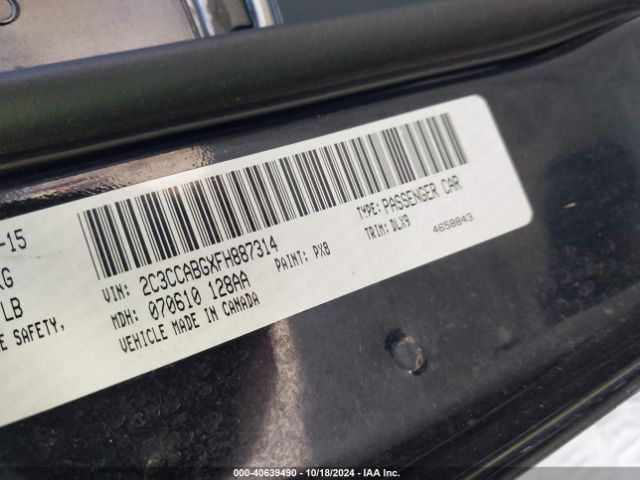 -15
KG
LB
E SAFETY,
VIN: 2C3CCABGXFH887314
TYPE: PASSENGER CAR
MDH: 070610 128AA
PAINT: PX8
TRIM: DLX9
VEHICLE MADE IN CANADA
4658843
000-40639490 - 10/18/2024 - IAA Inc.